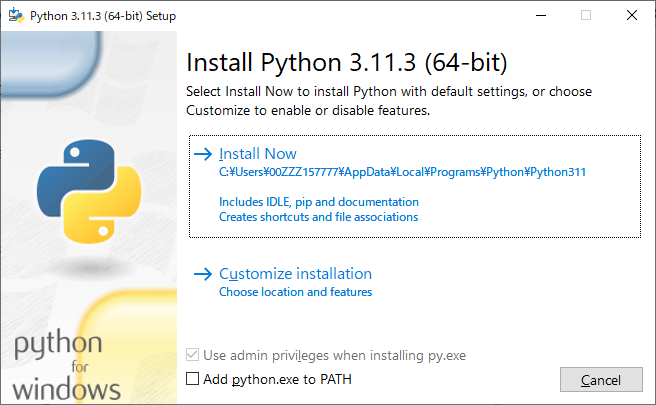 Python 3.11.3 (64-bit) Setup
Install Python 3.11.3 (64-bit)
Select Install Now to install Python with default settings, or choose
Customize to enable or disable features.
Install Now
C:¥Users¥00ZZZ157777¥AppData¥Local¥Programs¥Python¥Python311
Includes IDLE, pip and documentation
Creates shortcuts and file associations
Customize installation
Choose location and features
Use admin privileges when installing py.exe
Add python.exe to PATH
Cancel
python
for
windows